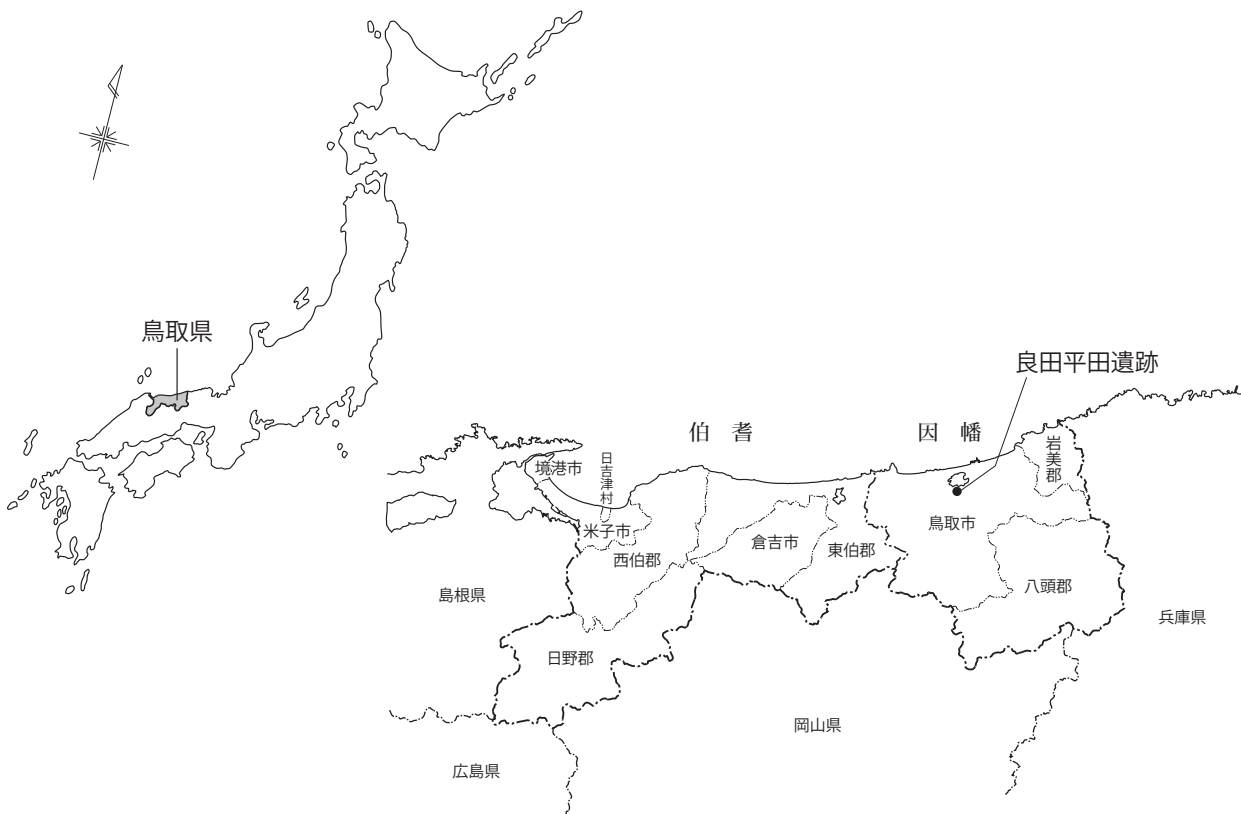 鳥取県
良田平田遺跡
伯耆
因幡
岩美郡
境港市
日吉津村
米子市
西伯郡
倉吉市
東伯郡
鳥取市
八頭郡
島根県
日野郡
兵庫県
岡山県
広島県